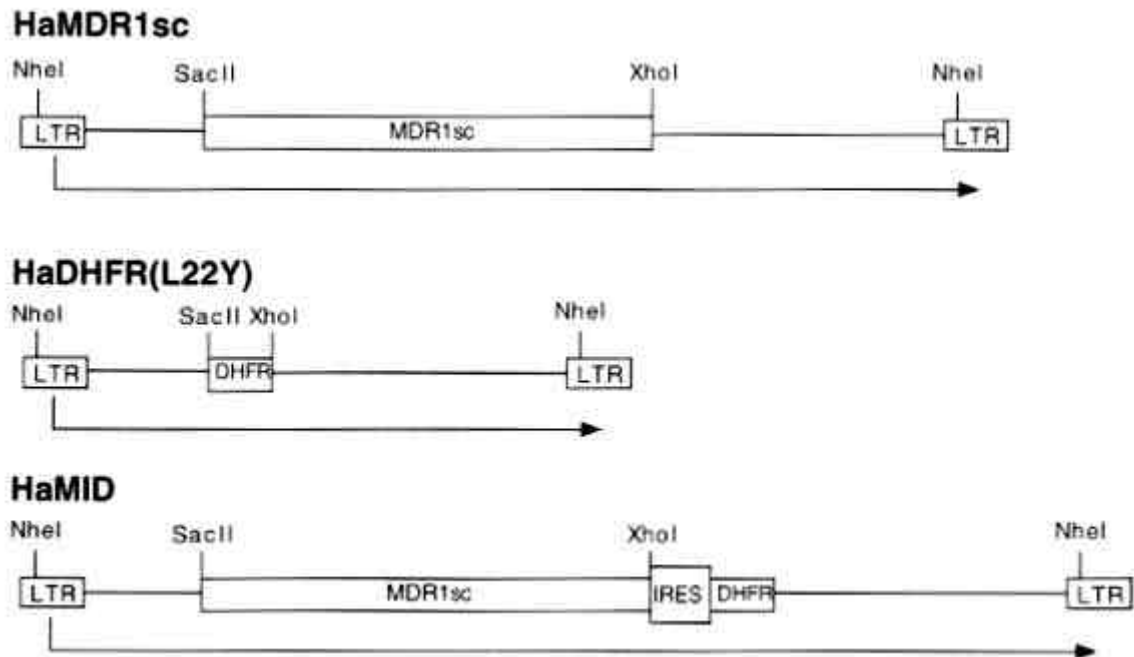 HaMDR1sc
NheI SacII XhoI NheI
LTR MDR1sc LTR
HaDHFR(L22Y)
NheI SacII XhoI NheI
LTR DHFR LTR
HaMID
NheI SacII XhoI NheI
LTR MDR1sc IRES DHFR LTR